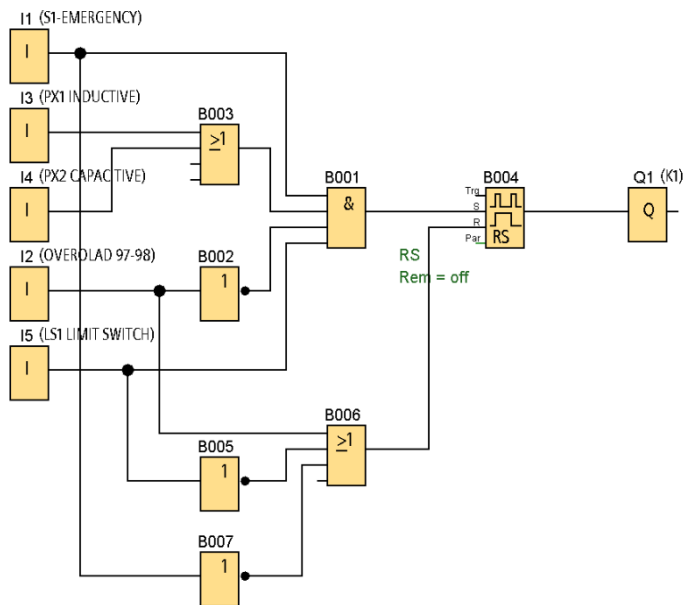 I1 (S1-EMERGENCY)
I
I3 (PX1 INDUCTIVE)
I
B003
≥1
I4 (PX2 CAPACITIVE)
I
B001
&
B004
Trg
S
R
Par
RS
Q1 (K1)
Q
I2 (OVEROLAD 97-98)
I
B002
1
RS
Rem = off
I5 (LS1 LIMIT SWITCH)
I
B006
≥1
B005
1
B007
1